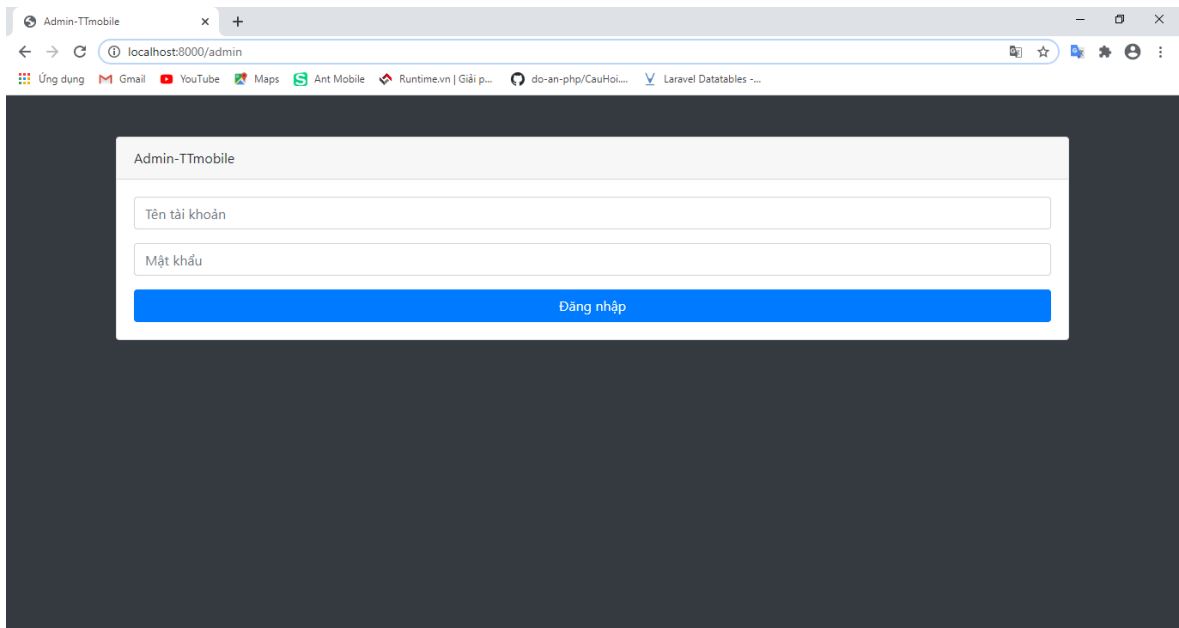 Admin-TTmobile
localhost:8000/admin
Ứng dụng Gmail YouTube Maps Ant Mobile Runtime.vn | Giải p... do-an-php/CauHoi.... Laravel Datatables -...
Admin-TTmobile
Tên tài khoản
Mật khẩu
Đăng nhập